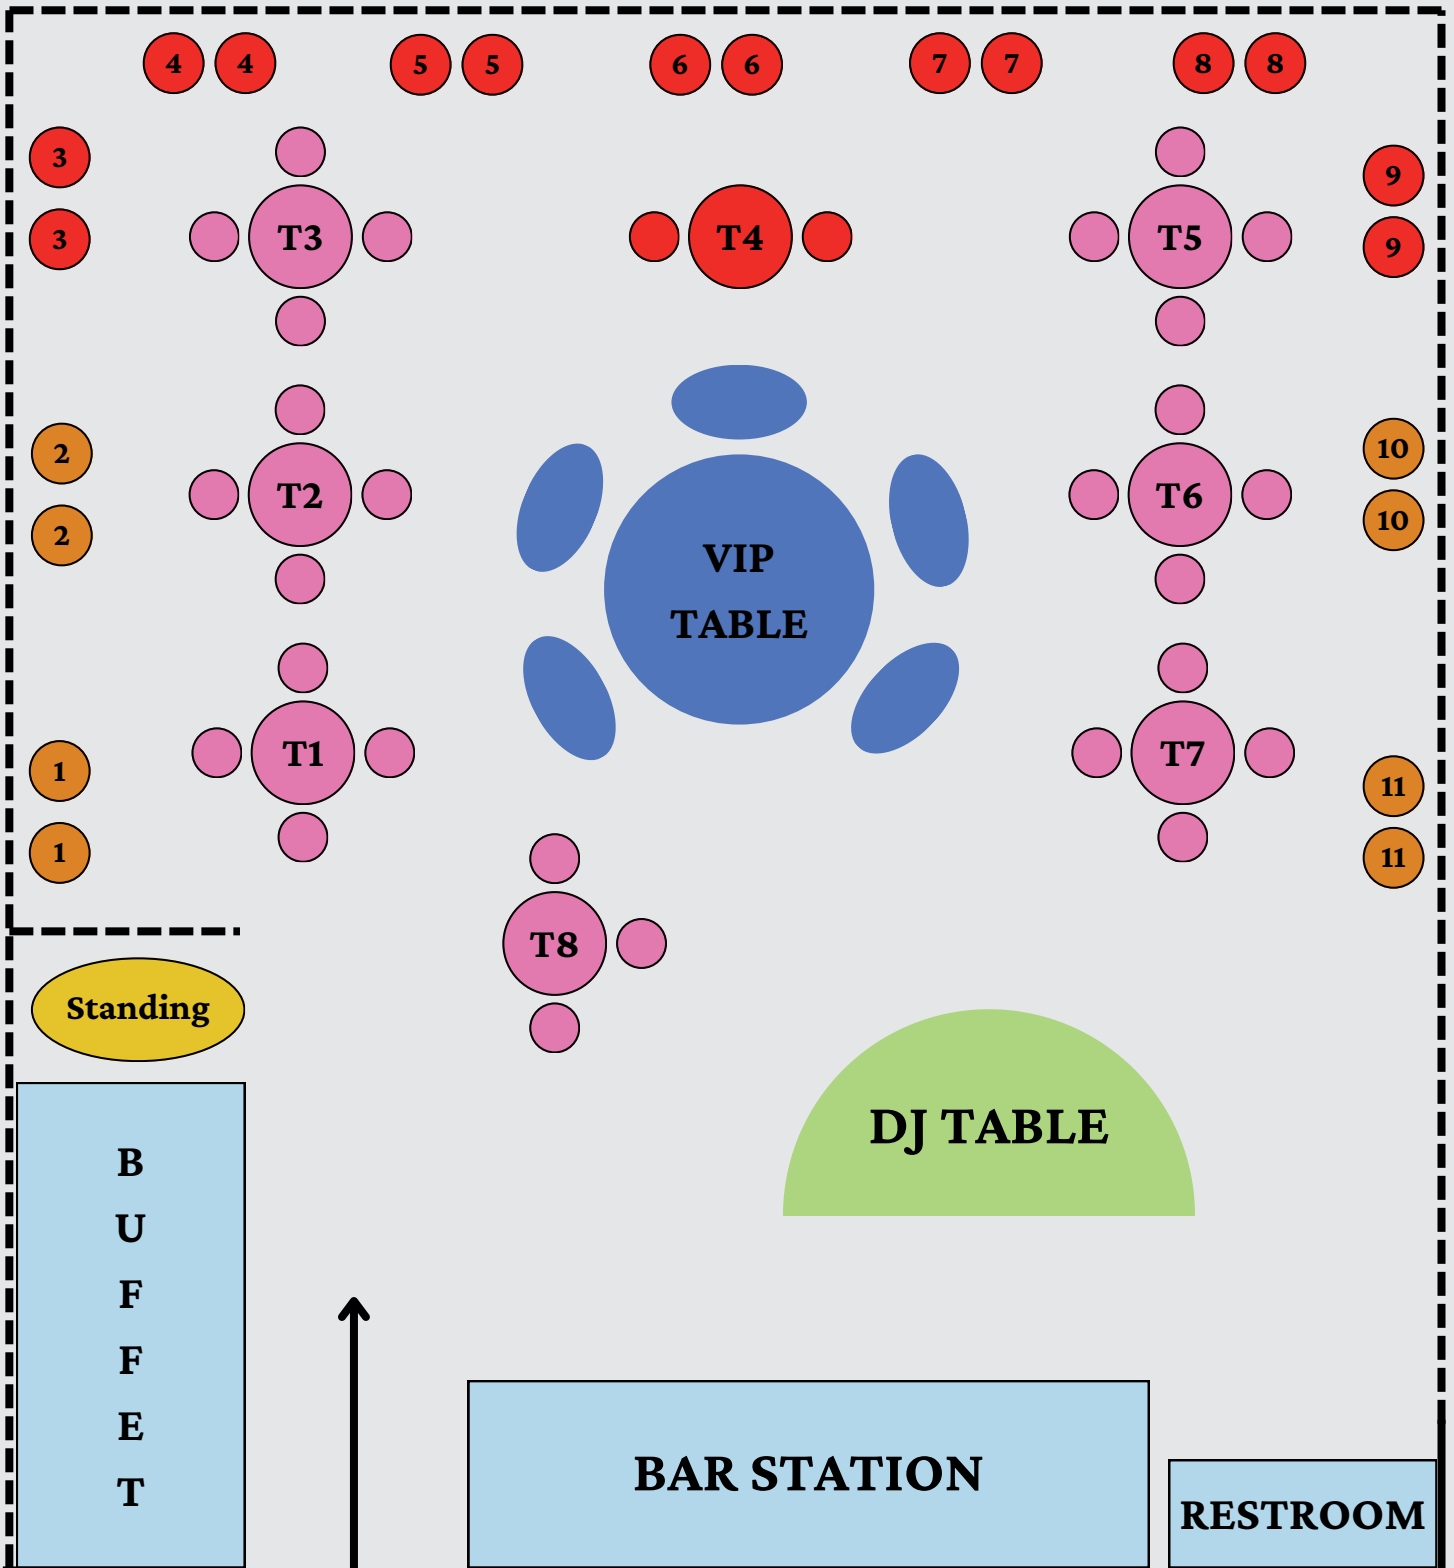 4 4 5 5 6 6 7 7 8 8
3
9
3
T3
T4
T5
9
2
10
T2
T6
2
10
VIP
TABLE
T1
T7
1
11
1
11
T8
Standing
DJ TABLE
B
U
F
F
E
T
BAR STATION
RESTROOM